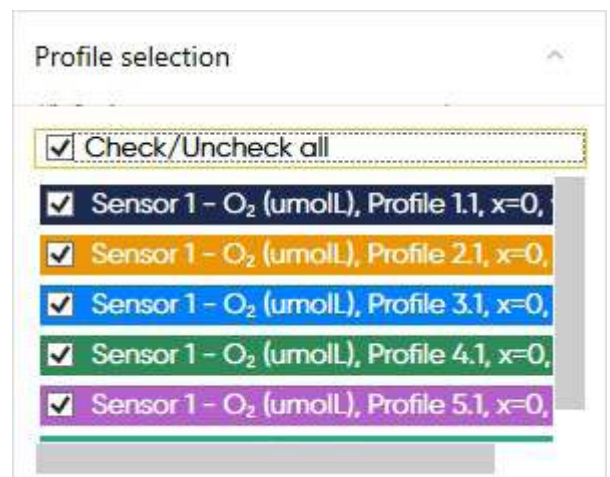 Profile selection
Check/Uncheck all
Sensor 1 - O₂ (umolL), Profile 1.1, x=0,
Sensor 1 - O₂ (umolL), Profile 2.1, x=0,
Sensor 1 - O₂ (umolL), Profile 3.1, x=0,
Sensor 1 - O₂ (umolL), Profile 4.1, x=0,
Sensor 1 - O₂ (umolL), Profile 5.1, x=0,